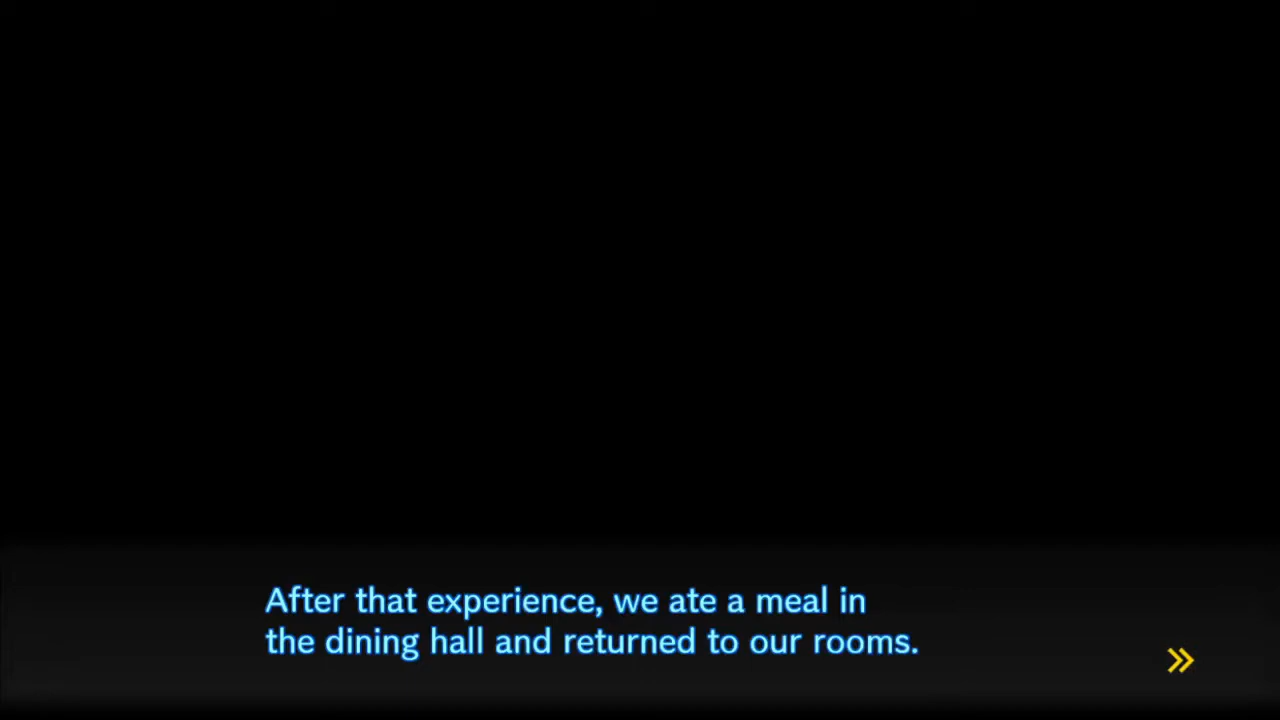 After that experience, we ate a meal in
the dining hall and returned to our rooms.